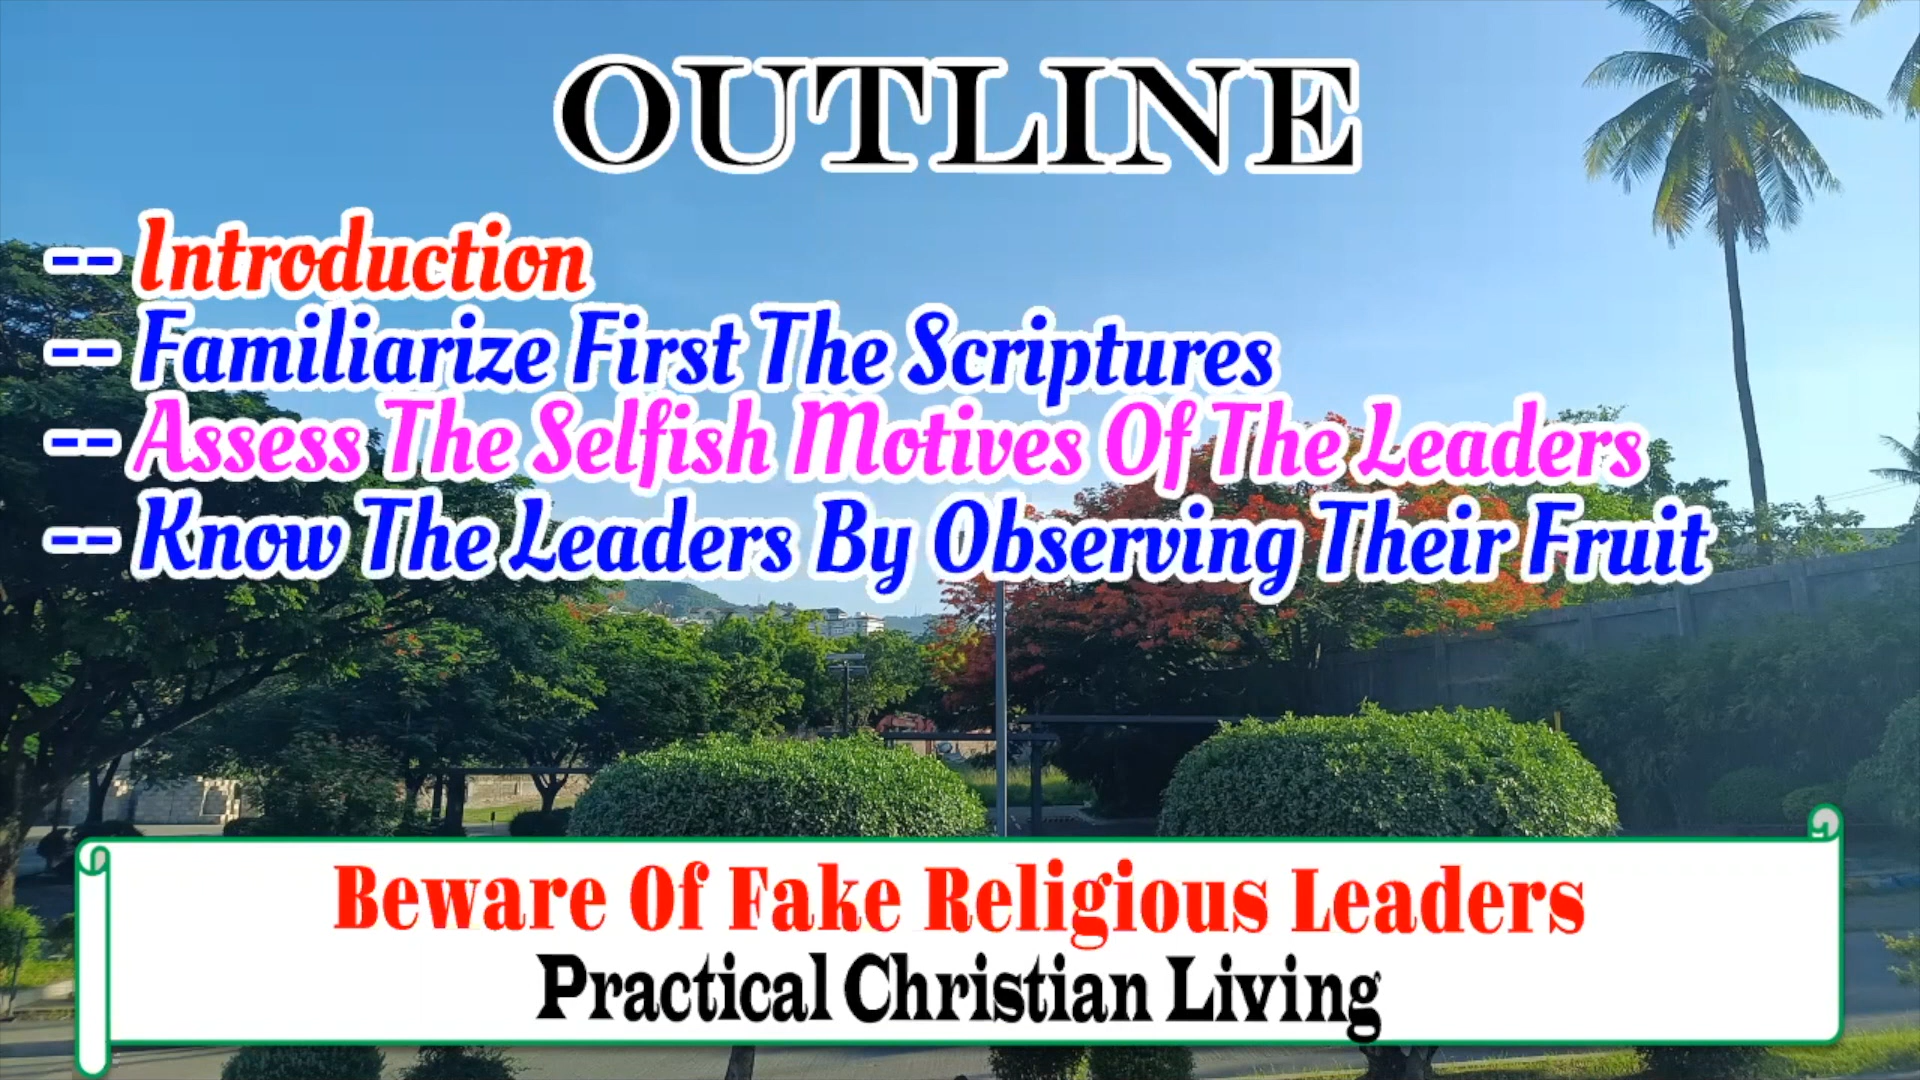 OUTLINE
-- Introduction
-- Familiarize First The Scriptures
-- Assess The Selfish Motives Of The Leaders
-- Know The Leaders By Observing Their Fruit
Beware Of Fake Religious Leaders
Practical Christian Living